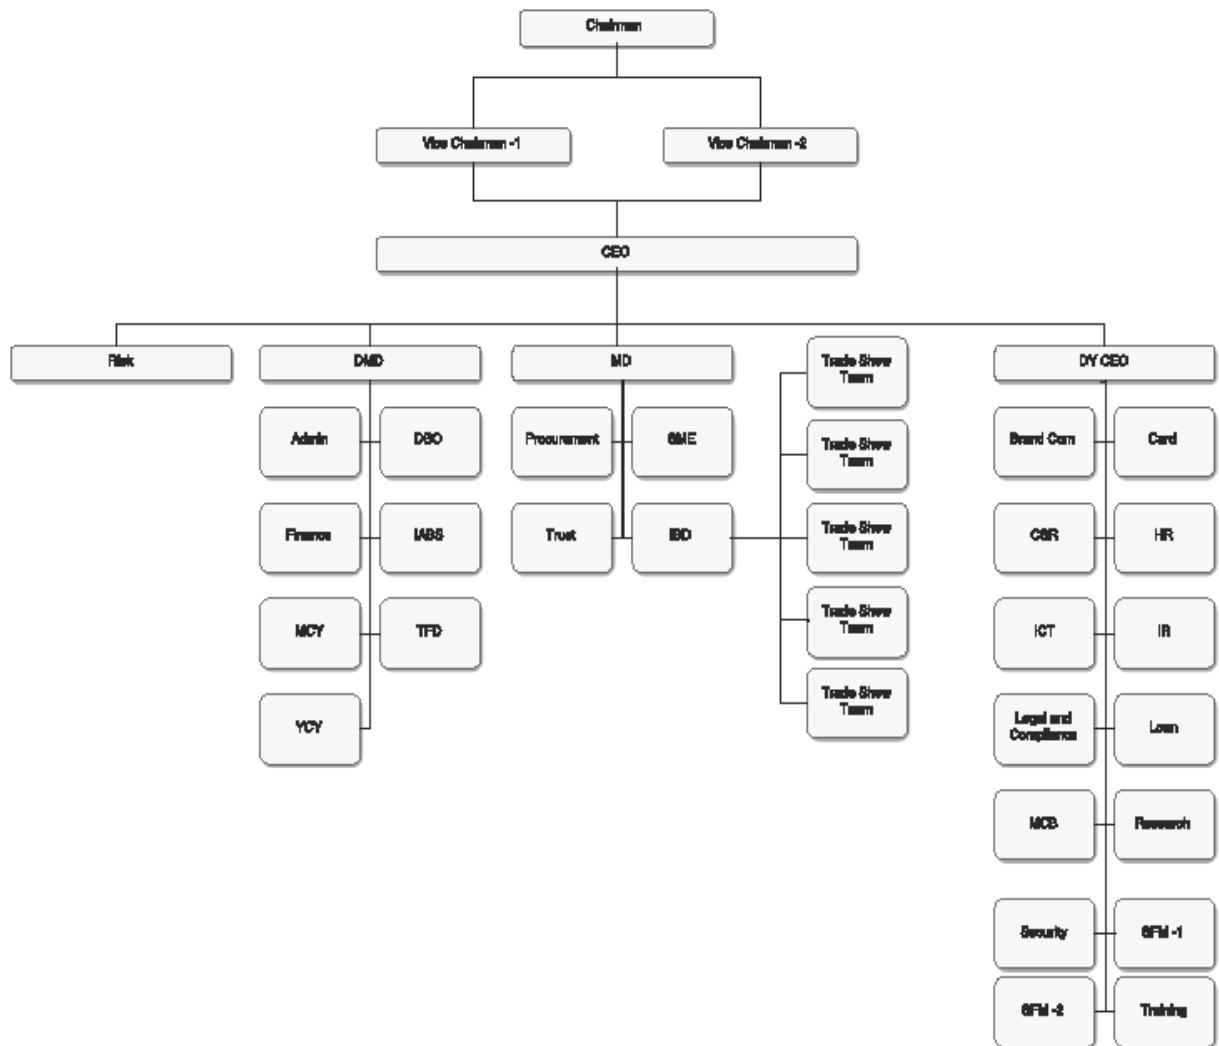 Chairman
Vice Chairman -1
Vice Chairman -2
CEO
Risk
DMD
MD
DY CEO
Admin
DSO
Finance
IABS
MCY
TFD
YCY
Procurement
SME
Trust
IBD
Trade Show
Team
Trade Show
Team
Trade Show
Team
Trade Show
Team
Trade Show
Team
Brand Com
Card
CSR
HR
ICT
IR
Legal and
Compliance
Loan
MCB
Research
Security
SFM -1
SFM -2
Training